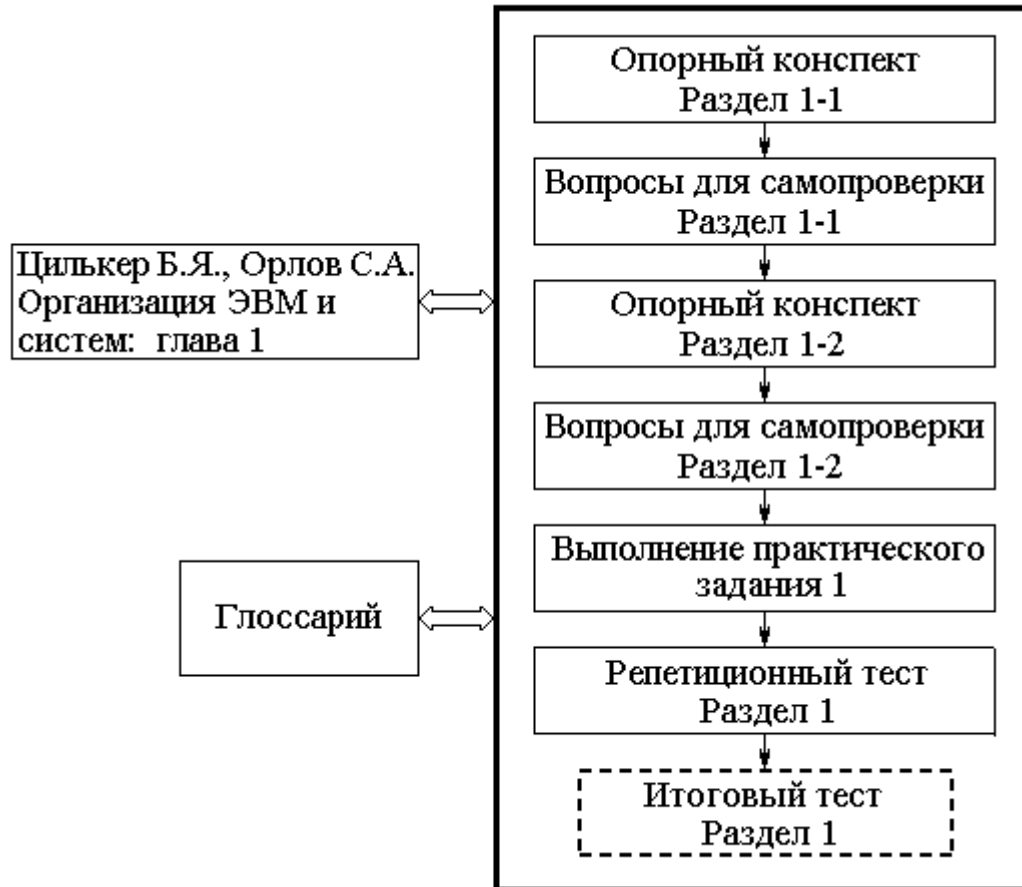 Опорный конспект
Раздел 1-1
Вопросы для самопроверки
Раздел 1-1
Цилькер Б.Я., Орлов С.А.
Организация ЭВМ и
систем: глава 1
Опорный конспект
Раздел 1-2
Вопросы для самопроверки
Раздел 1-2
Выполнение практического
задания 1
Глоссарий
Репетиционный тест
Раздел 1
Итоговый тест
Раздел 1